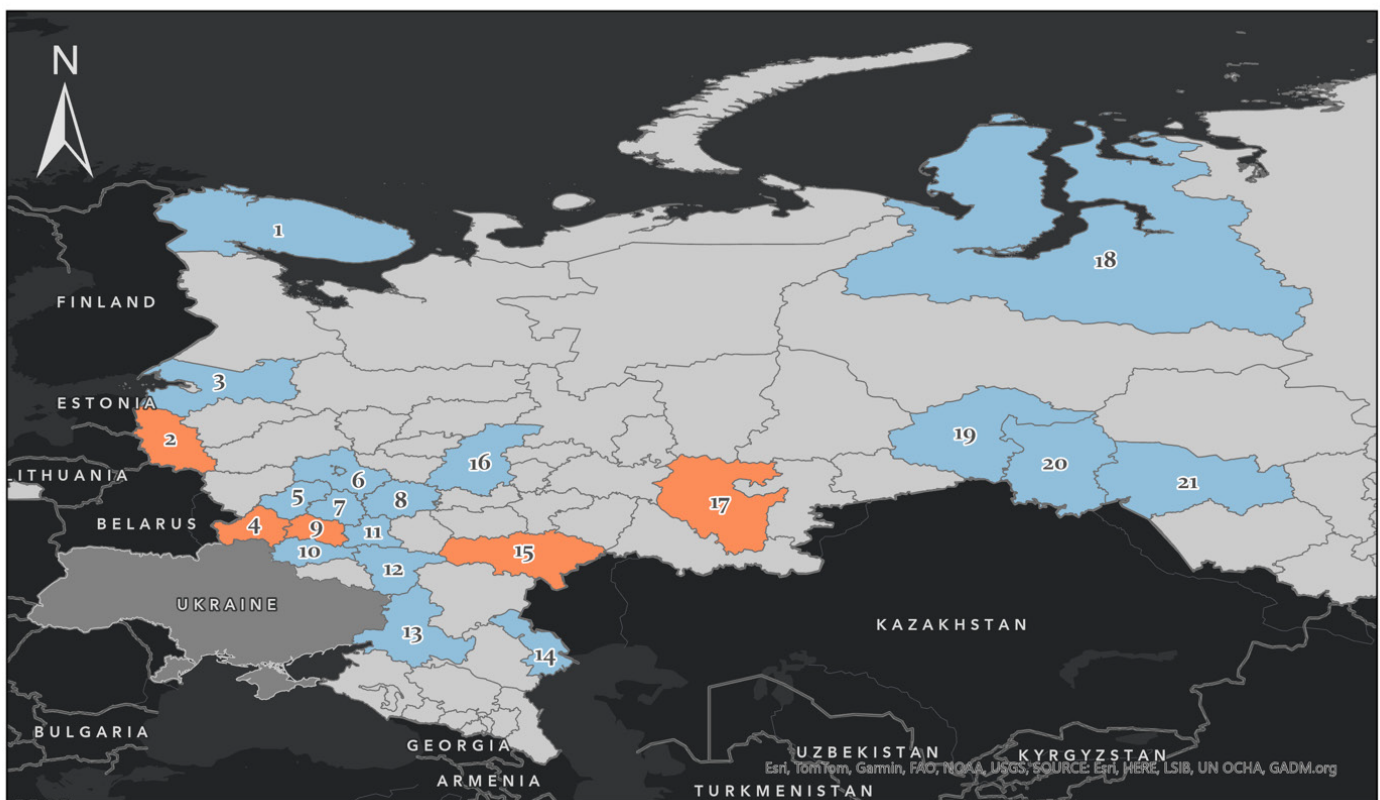 N
1
18
FINLAND
3
ESTONIA
2
19
16
20
LITHUANIA
6
21
5
8
7
17
BELARUS
4
9
11
10
15
12
UKRAINE
KAZAKHSTAN
13
14
BULGARIA
GEORGIA
UZBEKISTAN
KYRGYZSTAN
Esri, TomTom, Garmin, FAO, NOAA, USGS, SOURCE: Esri, HERE, LSIB, UN OCHA, GADM.org
ARMENIA
TURKMENISTAN